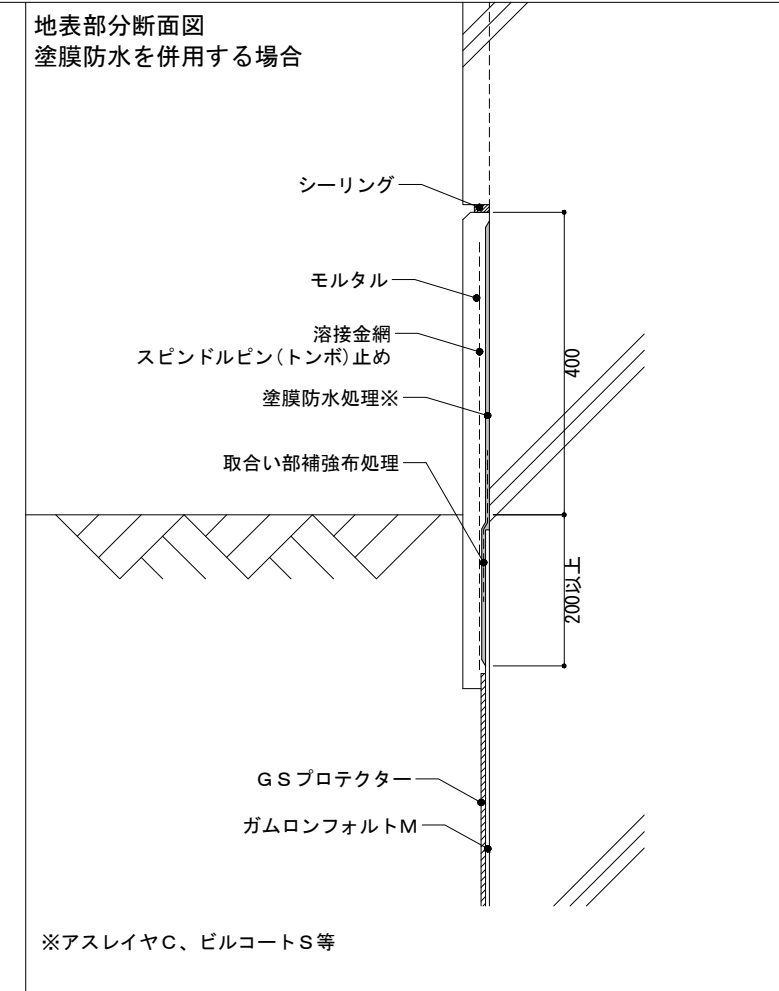 地表部分断面図
塗膜防水を併用する場合
シーリング
モルタル
溶接金網
スピンドルピン(トンボ)止め
塗膜防水処理※
取合い部補強布処理
400
200以上
GSプロテクター
ガムロンフォルトM
※アスレイヤC、ビルコートS等